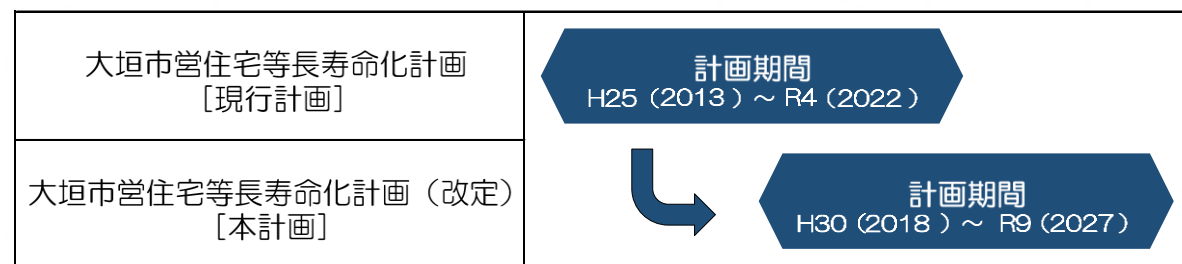 大垣市営住宅等長寿命化計画
［現行計画］
計画期間
H25（2013）～ R4（2022）
大垣市営住宅等長寿命化計画（改定）
［本計画］
計画期間
H30（2018）～ R9（2027）